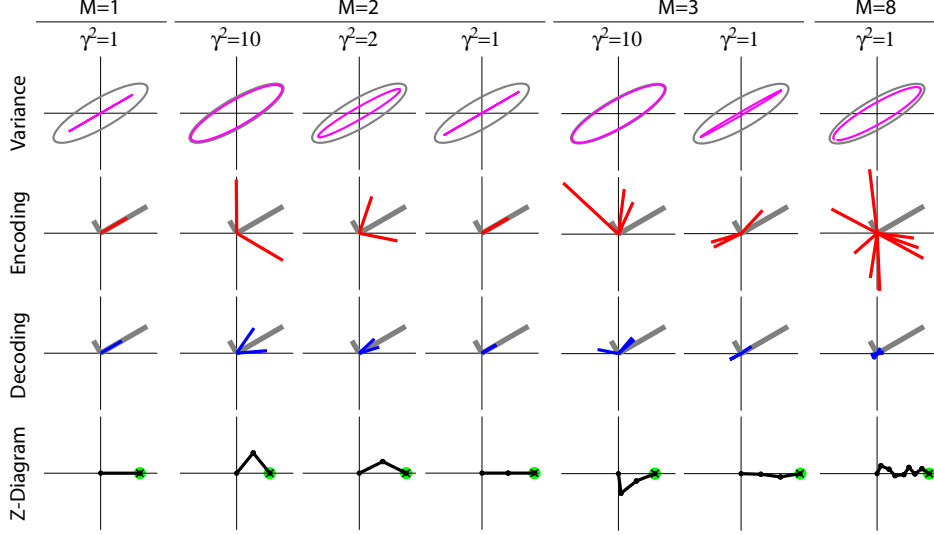 M=1 M=2 M=3 M=8
γ²=1 γ²=10 γ²=2 γ²=1 γ²=10 γ²=1 γ²=1
Variance
Encoding
Decoding
Z-Diagram